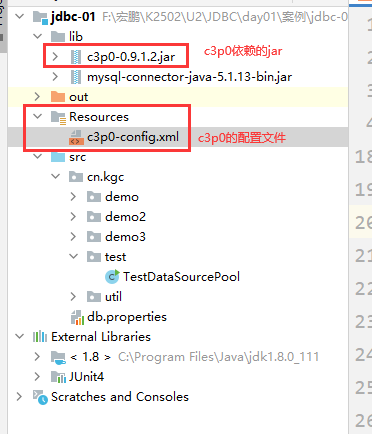 jdbc-01 F:\宏鹏\K2502\U2\JDBC\day01\案例\jdbc-0
lib
c3p0-0.9.1.2.jar c3p0依赖的jar
mysql-connector-java-5.1.13-bin.jar
out
Resources
c3p0-config.xml c3p0的配置文件
src
cn.kgc
demo
demo2
demo3
test
TestDataSourcePool
util
db.properties
External Libraries
< 1.8 > C:\Program Files\Java\jdk1.8.0_111
JUnit4
Scratches and Consoles
18
19
20
21
22
23
24
25
26